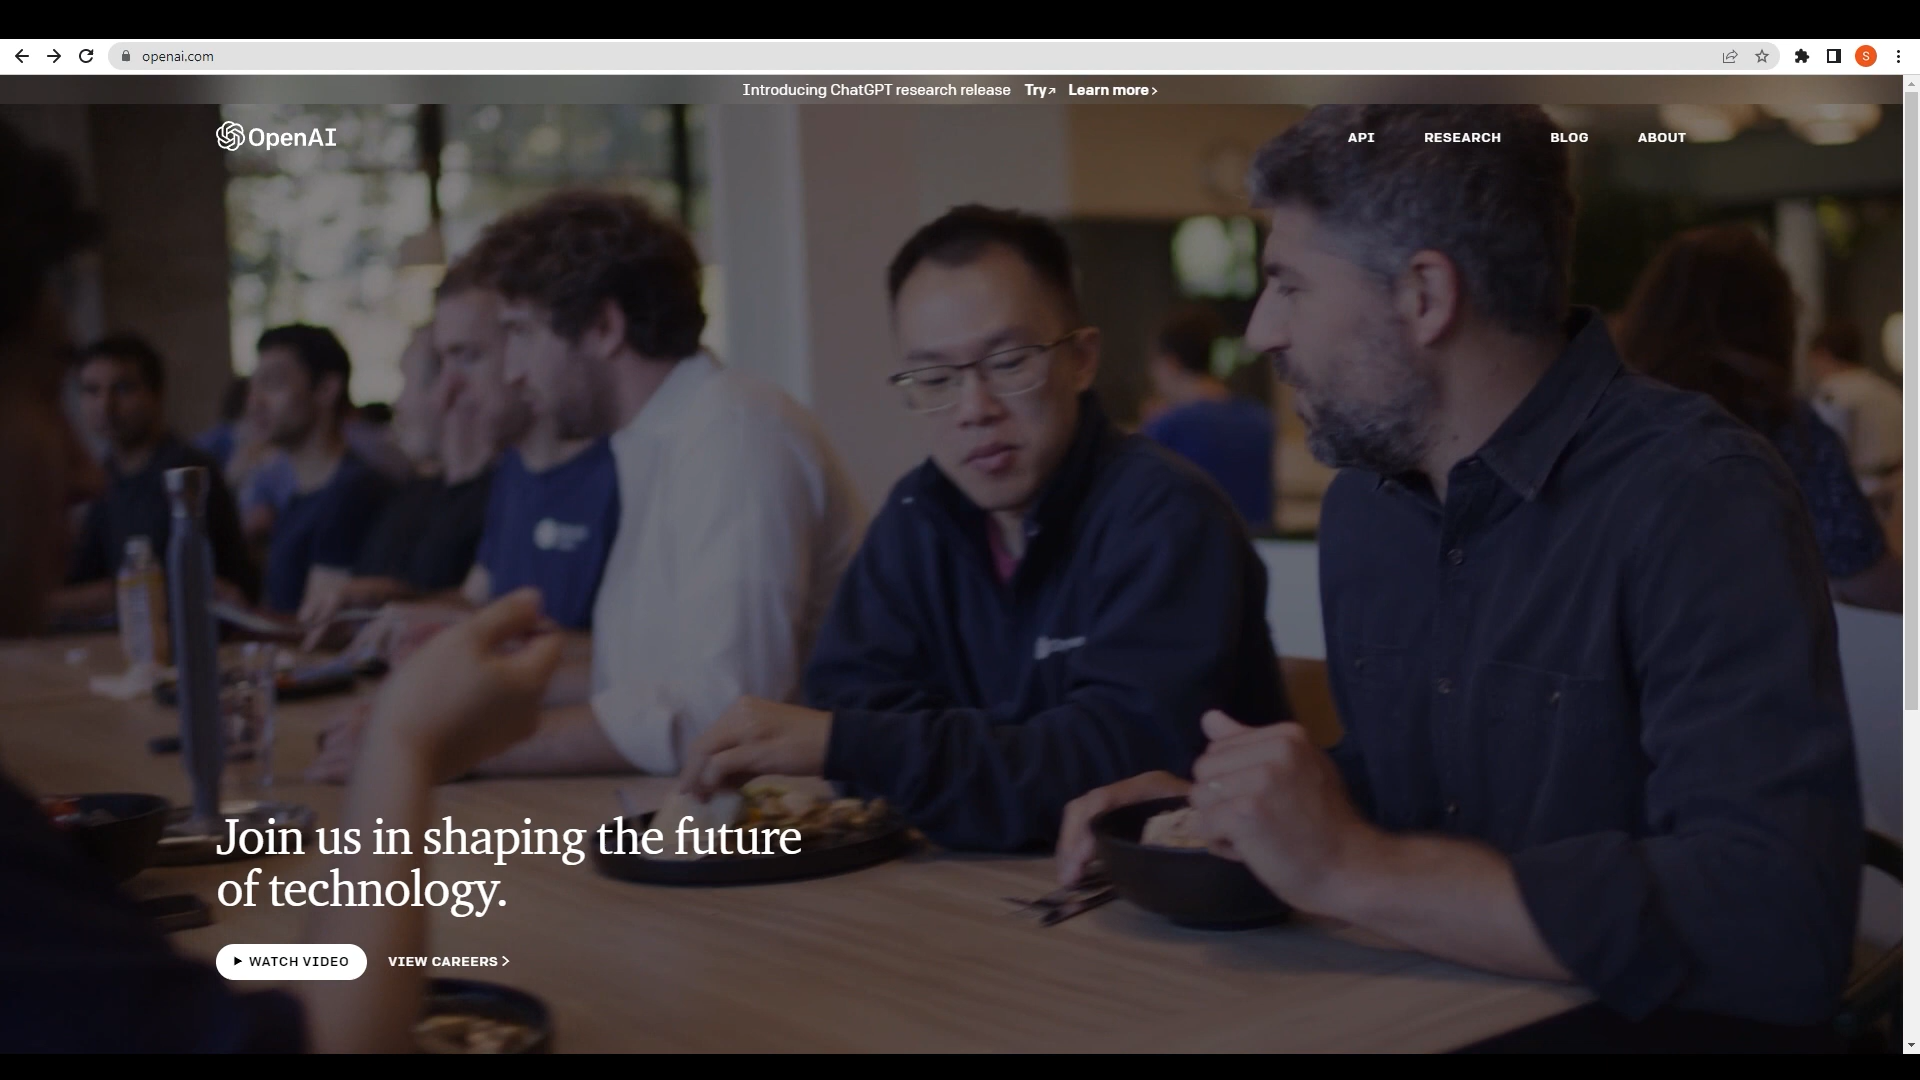 openai.com
S
Introducing ChatGPT research release Try↗ Learn more >
OpenAI
API RESEARCH BLOG ABOUT
Join us in shaping the future
of technology.
▶ WATCH VIDEO VIEW CAREERS >